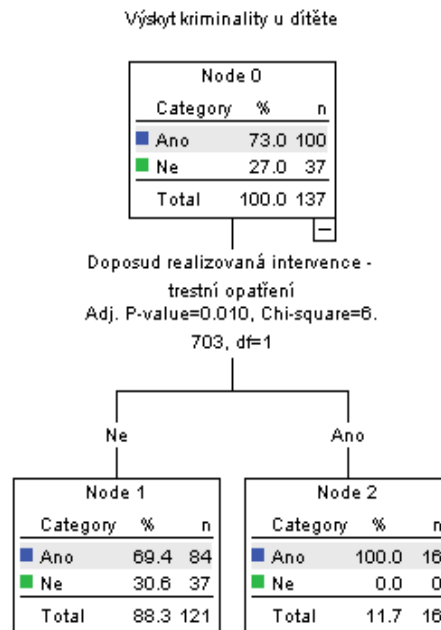 Výskyt kriminality u dítěte
Node 0
Category % n
Ano 73.0 100
Ne 27.0 37
Total 100.0 137
Doposud realizovaná intervence -
trestní opatření
Adj. P-value=0.010, Chi-square=6.
703, df=1
Ne
Ano
Node 1
Category % n
Ano 69.4 84
Ne 30.6 37
Total 88.3 121
Node 2
Category % n
Ano 100.0 16
Ne 0.0 0
Total 11.7 16